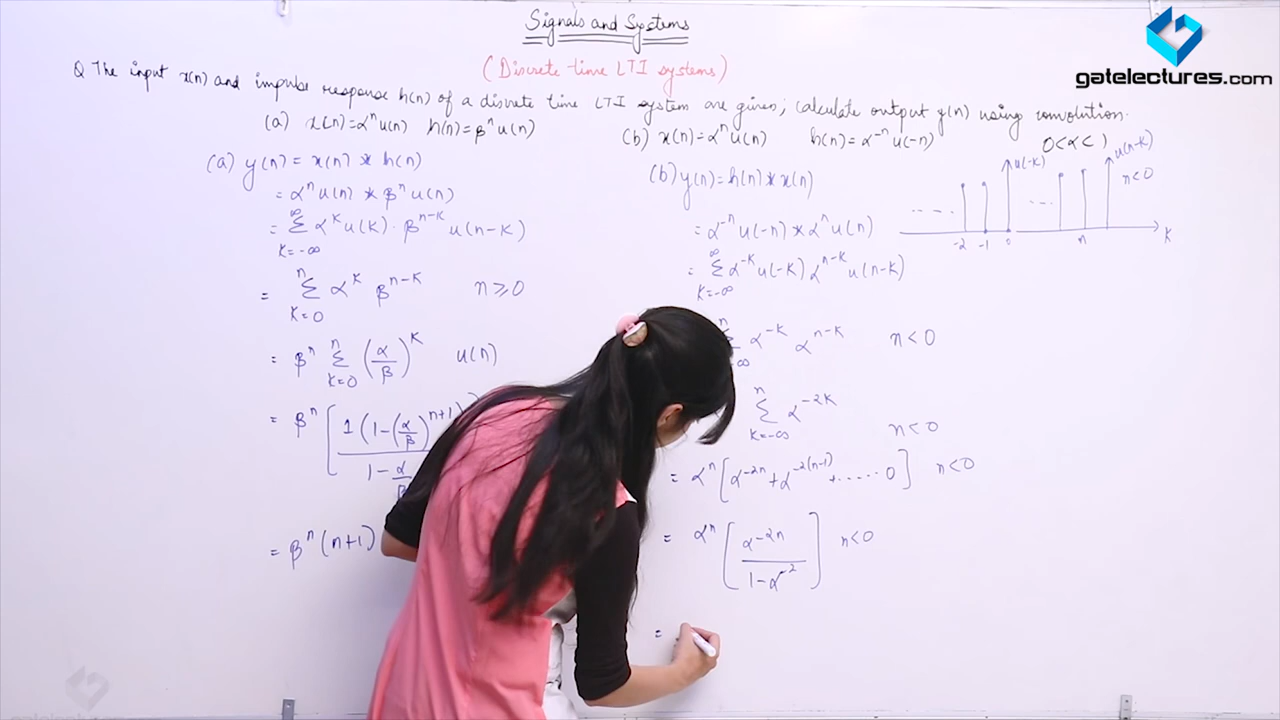 Signals and Systems
(Discrete-time LTI systems)
gatelectures.com
Q The input x(n) and impulse response h(n) of a discrete time LTI system are given; calculate output y(n) using convolution.
(a) x(n)=α^n u(n) h(n)=β^n u(n)
(b) x(n)=α^n u(n) h(n)=α^{-n} u(-n) 0<α<1
(a) y(n) = x(n) * h(n)
= α^n u(n) * β^n u(n)
= Σ_{K=-∞}^{∞} α^K u(K) · β^{n-K} u(n-K)
= Σ_{K=0}^{n} α^K β^{n-K} n≥0
= β^n Σ_{K=0}^{n} (α/β)^K u(n)
= β^n [1(1-(α/β)^{n+1}) / 1-α/β
= β^n (n+1)
(b) y(n) = h(n) * x(n)
= α^{-n} u(-n) * α^n u(n)
= Σ_{K=-∞}^{∞} α^{-K} u(-K) α^{n-K} u(n-K)
n α^{-K} α^{n-K} n<0
Σ_{K=-∞}^{n} α^{-2K} n<0
= α^n [α^{-2n} + α^{-2(n-1)} + ..... 0] n<0
= α^n [α^{-2n} / 1-α^{-2}] n<0
=
u(-K)
u(n-K)
n<0
-2 -1 0 n K